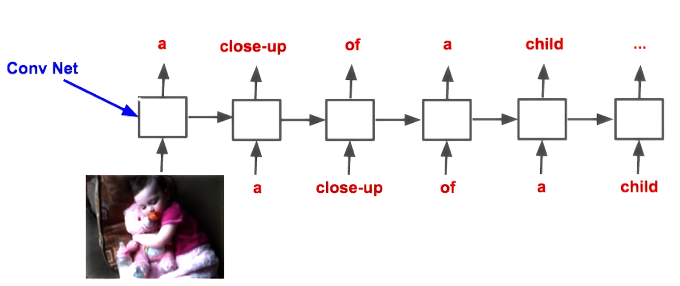 a close-up of a child ...
Conv Net
a close-up of a child